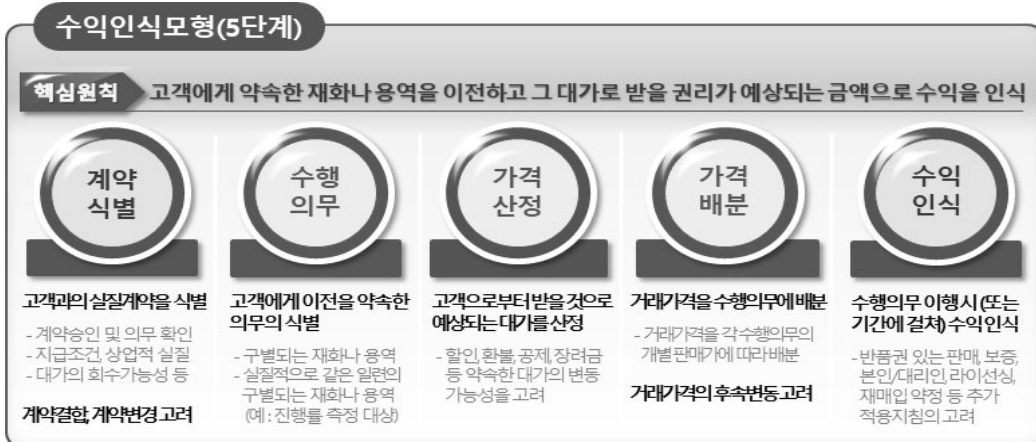 수익인식모형(5단계)
핵심원칙 고객에게 약속한 재화나 용역을 이전하고 그 대가로 받을 권리가 예상되는 금액으로 수익을 인식
계약
식별
고객과의 실질계약을 식별
- 계약승인 및 의무 확인
- 지급조건, 상업적 실질
- 대가의 회수가능성 등
계약결합, 계약변경 고려
수행
의무
고객에게 이전을 약속한
의무의 식별
- 구별되는 재화나 용역
- 실질적으로 같은 일련의
구별되는 재화나 용역
(예 : 진행률 측정 대상)
가격
산정
고객으로부터 받을 것으로
예상되는 대가를 산정
- 할인, 환불, 공제, 장려금
등 약속한 대가의 변동
가능성을 고려
가격
배분
거래가격을 수행의무에 배분
- 거래가격을 각 수행의무의
개별 판매가에 따라 배분
거래가격의 후속변동 고려
수익
인식
수행의무 이행시 (또는
기간에 걸쳐) 수익 인식
- 반품권 있는 판매, 보증,
본인/대리인, 라이선싱,
재매입 약정 등 추가
적용지침의 고려